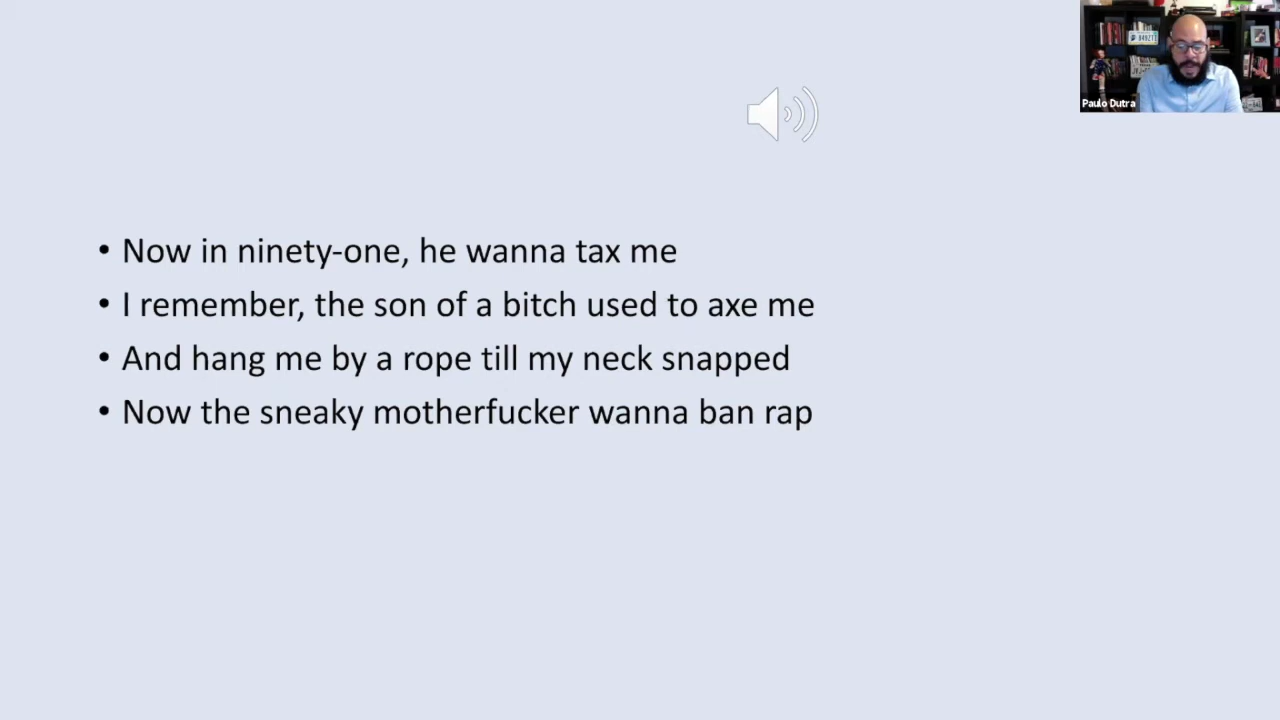 Paulo Dutra
• Now in ninety-one, he wanna tax me
• I remember, the son of a bitch used to axe me
• And hang me by a rope till my neck snapped
• Now the sneaky motherfucker wanna ban rap